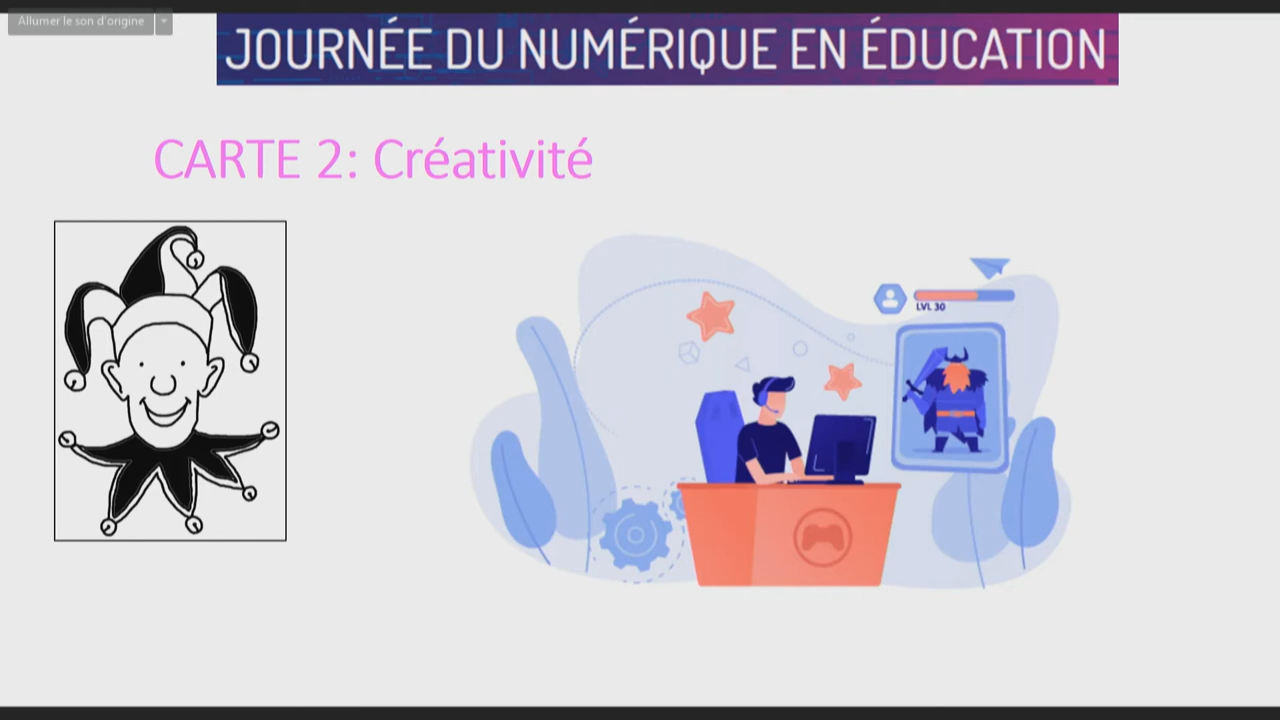 Allumer le son d'origine
JOURNÉE DU NUMÉRIQUE EN ÉDUCATION
CARTE 2: Créativité
LVL 30